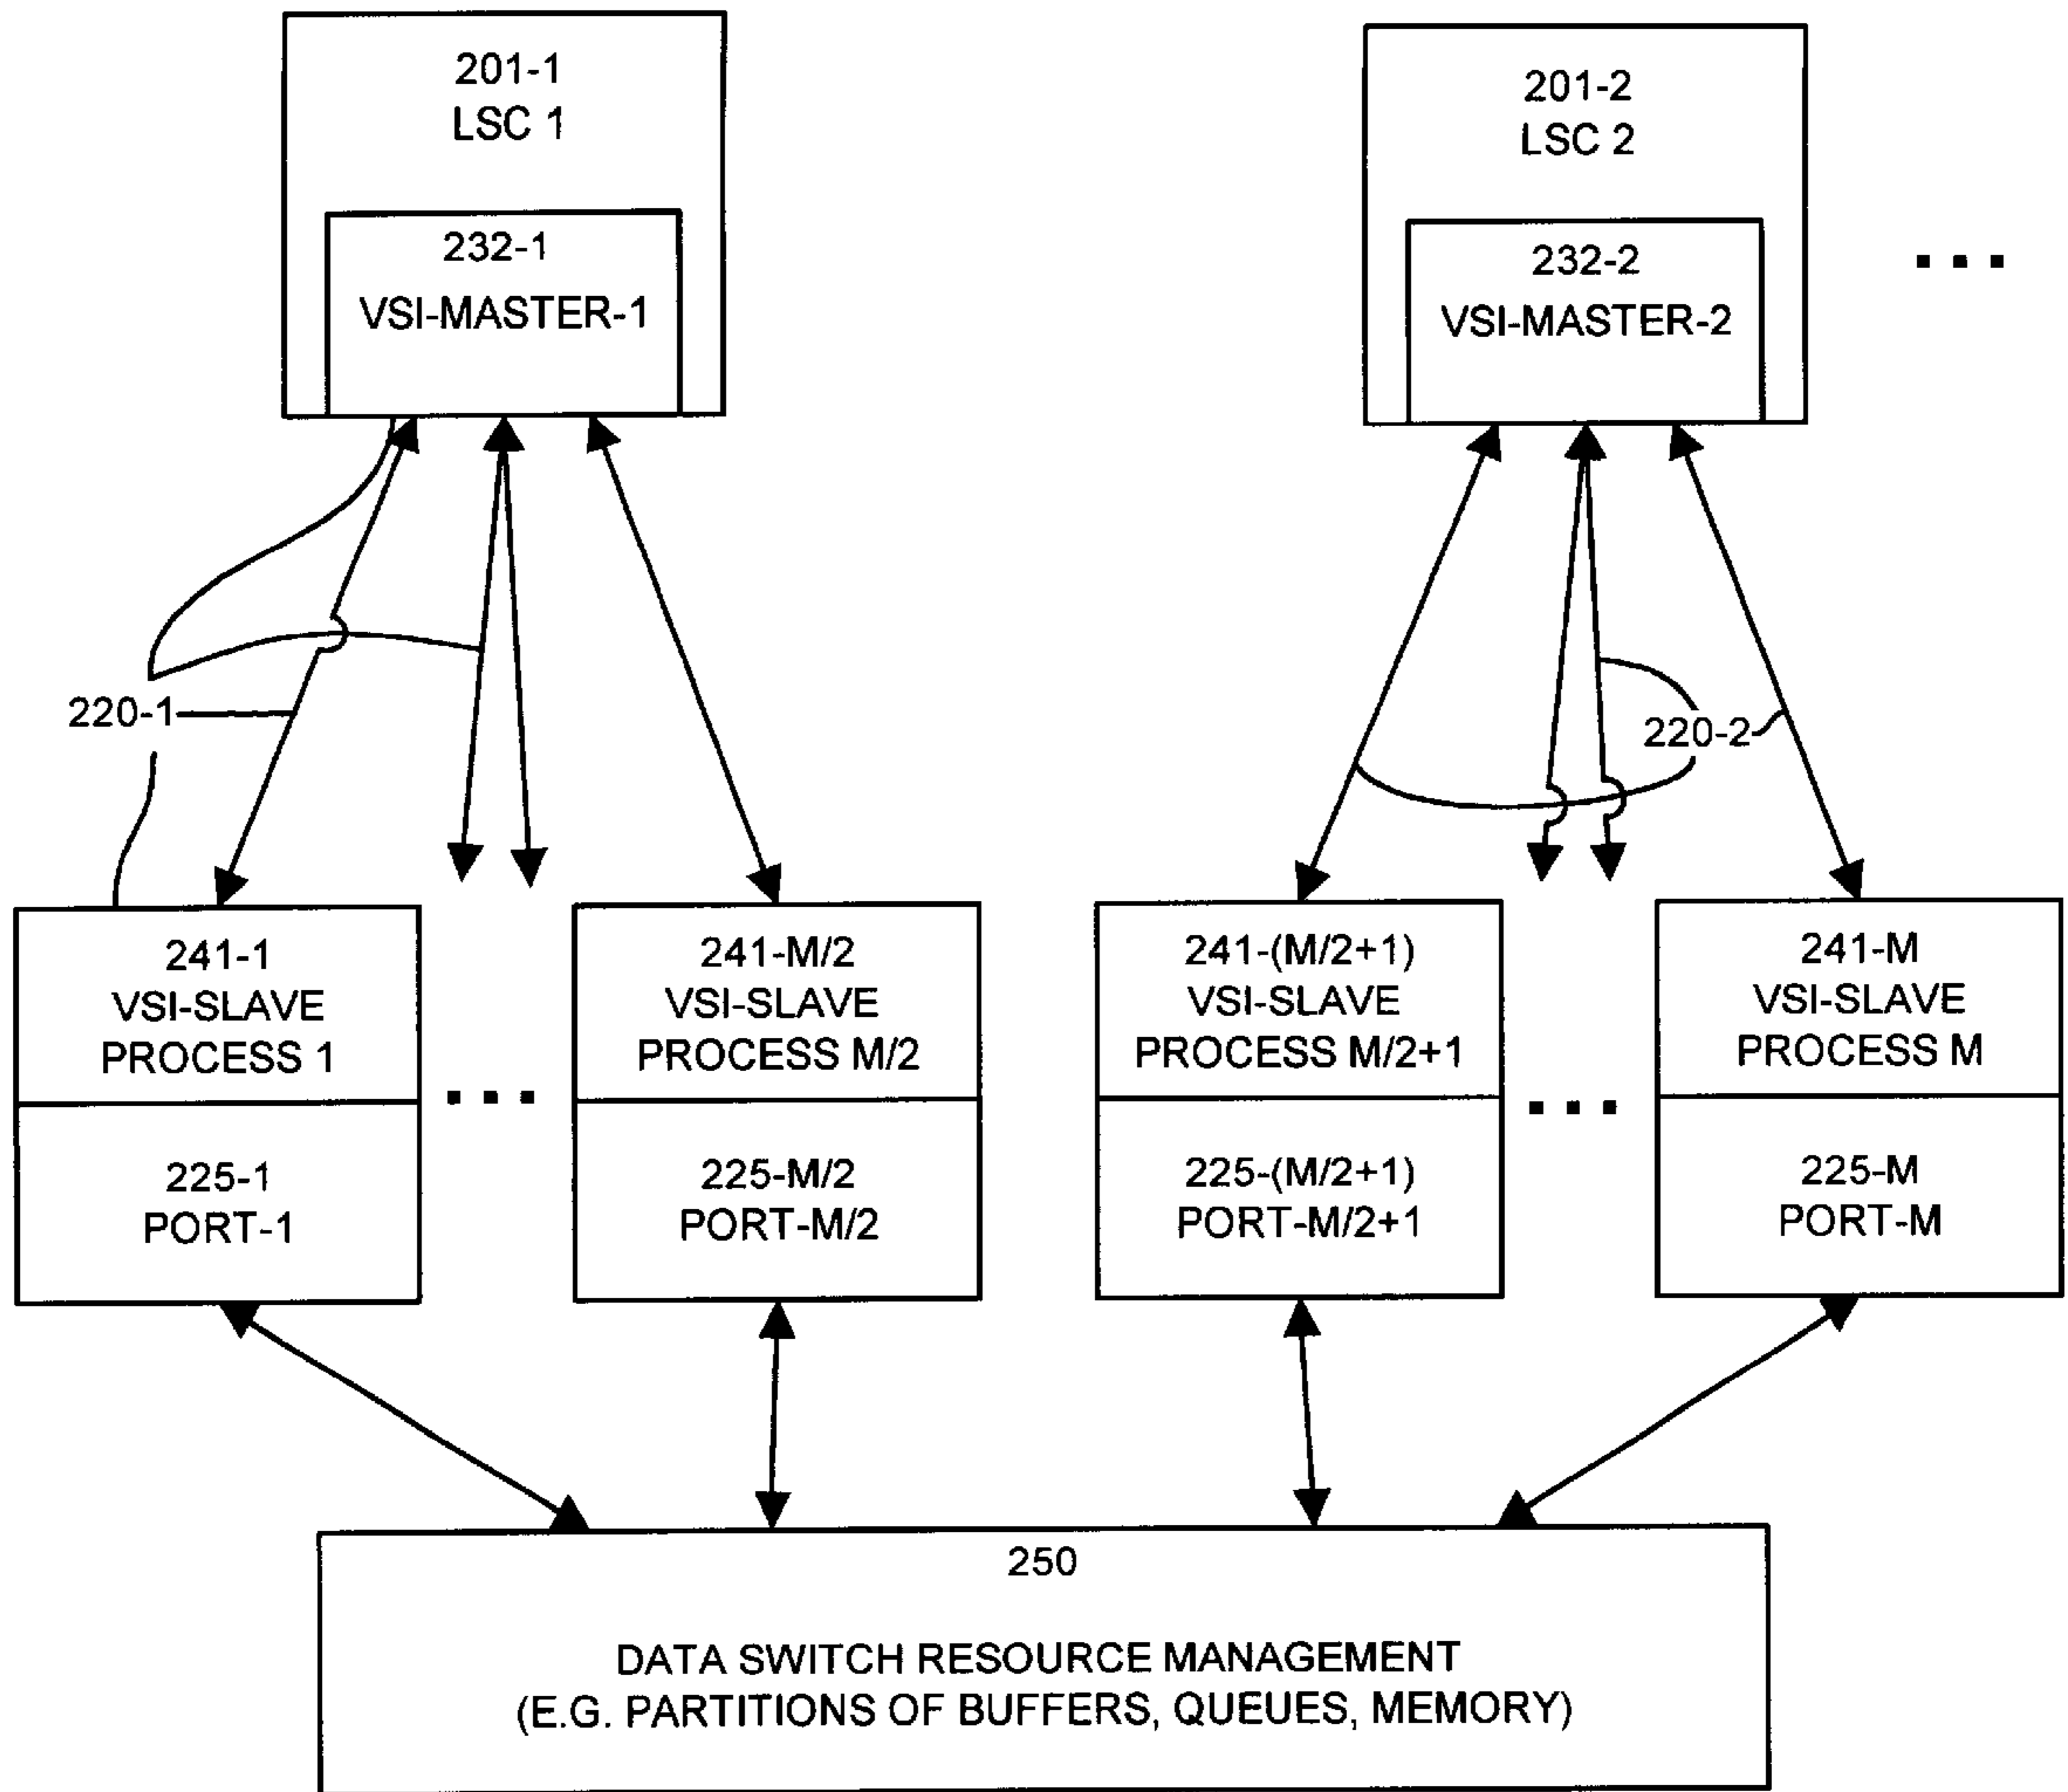 201-1
LSC 1
232-1
VSI-MASTER-1
201-2
LSC 2
232-2
VSI-MASTER-2
. . .
220-1
220-2
241-1
VSI-SLAVE
PROCESS 1
225-1
PORT-1
. . .
241-M/2
VSI-SLAVE
PROCESS M/2
225-M/2
PORT-M/2
241-(M/2+1)
VSI-SLAVE
PROCESS M/2+1
225-(M/2+1)
PORT-M/2+1
. . .
241-M
VSI-SLAVE
PROCESS M
225-M
PORT-M
250
DATA SWITCH RESOURCE MANAGEMENT
(E.G. PARTITIONS OF BUFFERS, QUEUES, MEMORY)